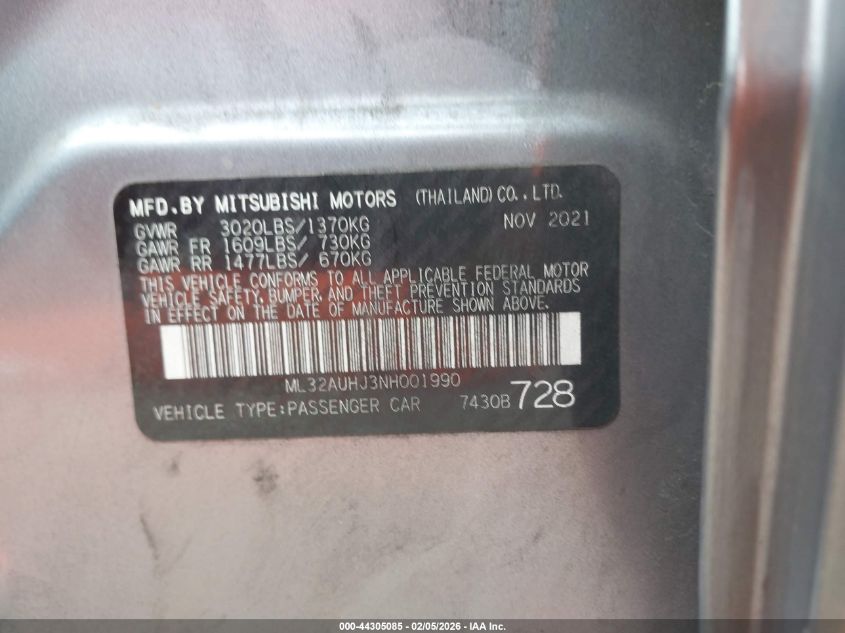 MFD.BY MITSUBISHI MOTORS (THAILAND) CO.,LTD.
GVWR 3020LBS/1370KG NOV 2021
GAWR FR 1609LBS/ 730KG
GAWR RR 1477LBS/ 670KG
THIS VEHICLE CONFORMS TO ALL APPLICABLE FEDERAL MOTOR
VEHICLE SAFETY, BUMPER, AND THEFT PREVENTION STANDARDS
IN EFFECT ON THE DATE OF MANUFACTURE SHOWN ABOVE.
ML32AUHJ3NH001990
VEHICLE TYPE:PASSENGER CAR 7430B 728
000-44305085 - 02/05/2026 - IAA Inc.